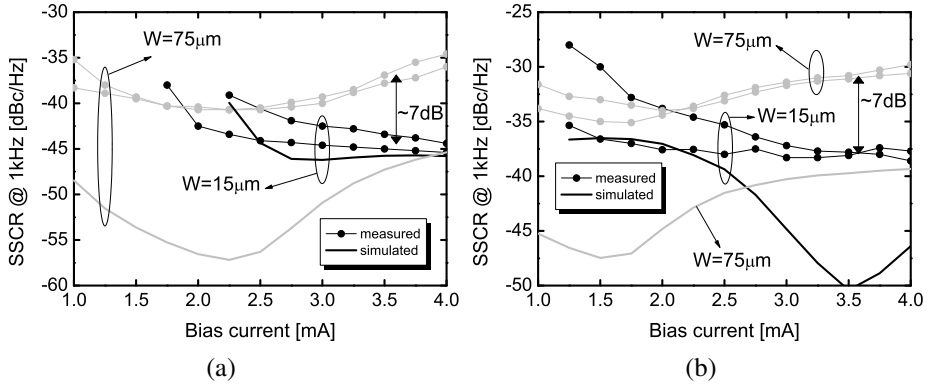 -30
-35
-40
-45
-50
-55
-60
SSCR @ 1kHz [dBc/Hz]
W=75μm
~7dB
W=15μm
measured
simulated
1.0 1.5 2.0 2.5 3.0 3.5 4.0
Bias current [mA]
(a)
-25
-30
-35
-40
-45
-50
SSCR @ 1kHz [dBc/Hz]
W=75μm
~7dB
W=15μm
measured
simulated
W=75μm
1.0 1.5 2.0 2.5 3.0 3.5 4.0
Bias current [mA]
(b)